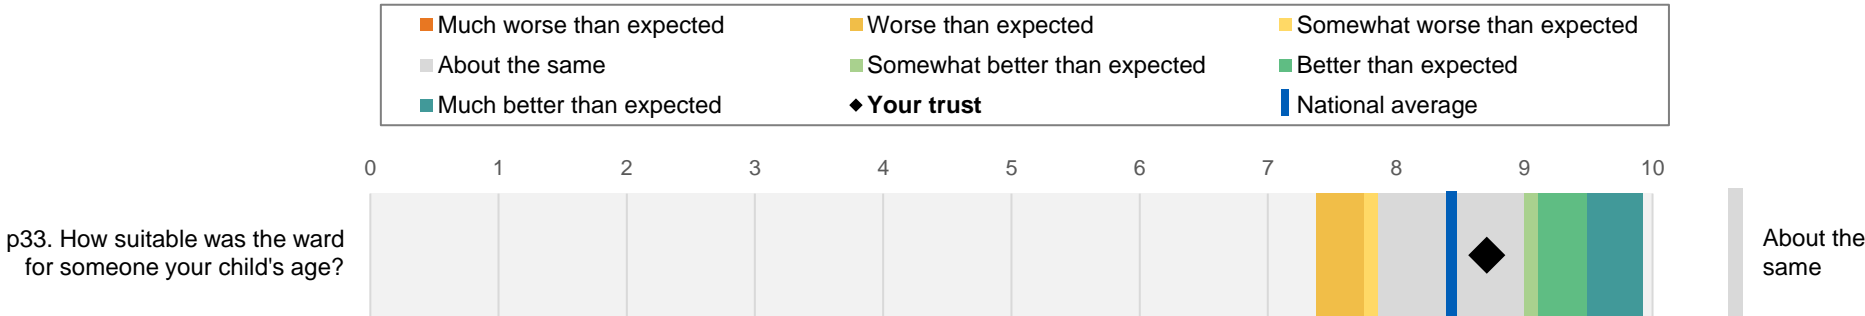 Much worse than expected
Worse than expected
Somewhat worse than expected
About the same
Somewhat better than expected
Better than expected
Much better than expected
Your trust
National average
0 1 2 3 4 5 6 7 8 9 10
p33. How suitable was the ward
for someone your child's age?
About the
same